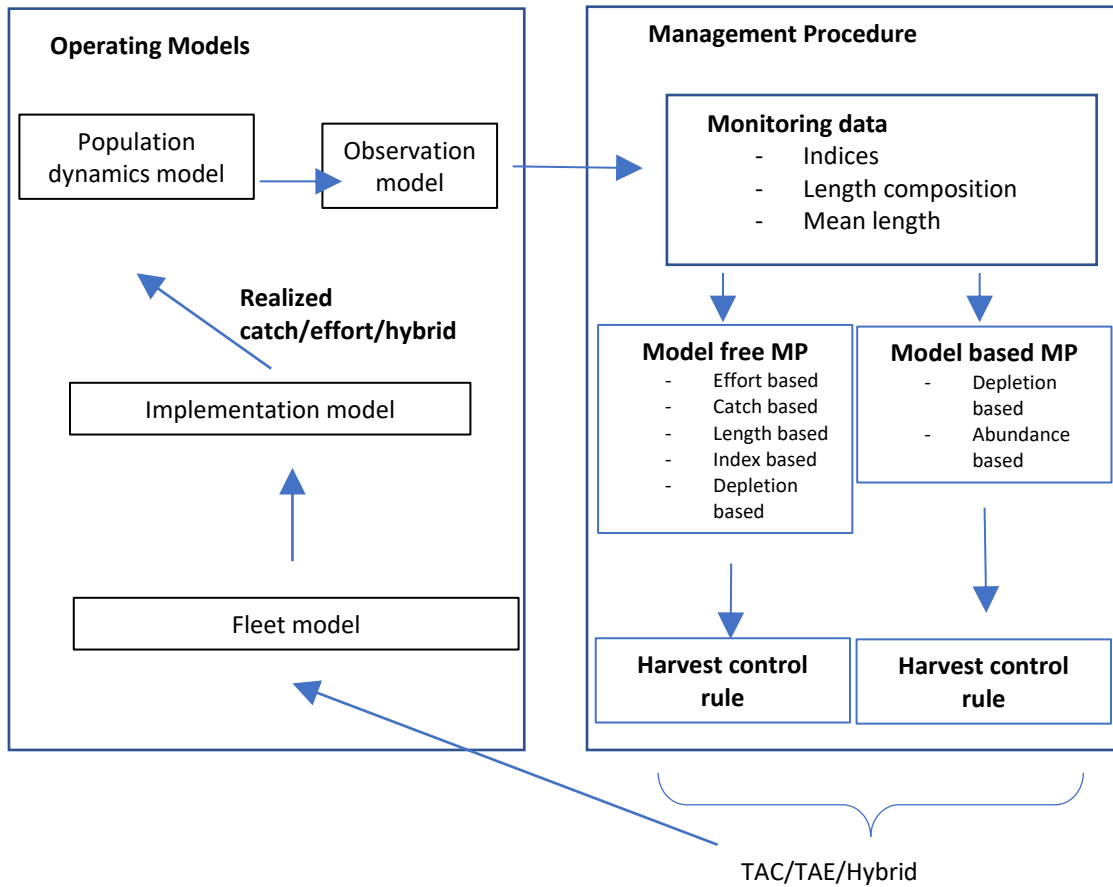 Operating Models
Population
dynamics model
Observation
model
Realized
catch/effort/hybrid
Implementation model
Fleet model
Management Procedure
Monitoring data
- Indices
- Length composition
- Mean length
Model free MP
- Effort based
- Catch based
- Length based
- Index based
- Depletion
based
Model based MP
- Depletion
based
- Abundance
based
Harvest control
rule
Harvest control
rule
TAC/TAE/Hybrid